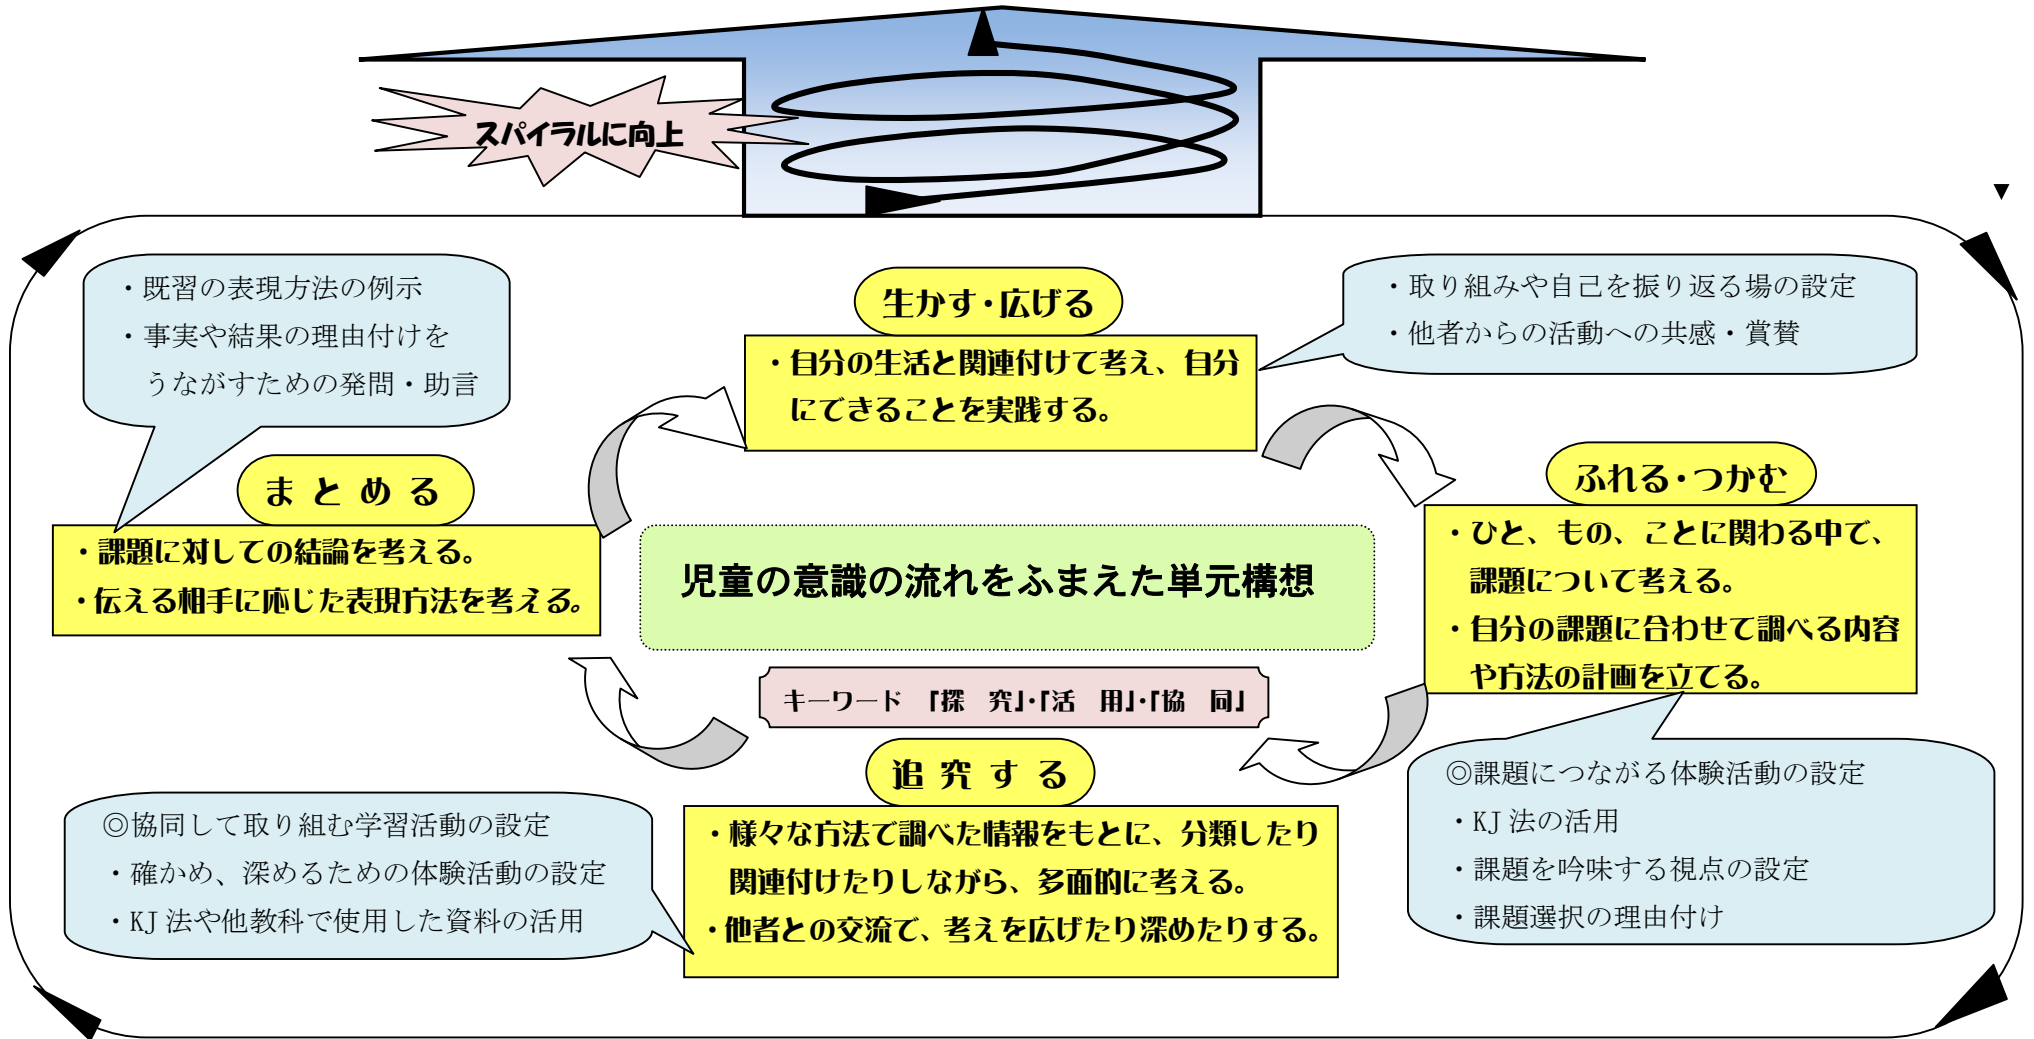 スパイラルに向上
・既習の表現方法の例示
・事実や結果の理由付けを
うながすための発問・助言
生かす・広げる
・自分の生活と関連付けて考え、自分
にできることを実践する。
・取り組みや自己を振り返る場の設定
・他者からの活動への共感・賞賛
まとめる
・課題に対しての結論を考える。
・伝える相手に応じた表現方法を考える。
児童の意識の流れをふまえた単元構想
ふれる・つかむ
・ひと、もの、ことに関わる中で、
課題について考える。
・自分の課題に合わせて調べる内容
や方法の計画を立てる。
キーワード 「探 究」・「活 用」・「協 同」
追究する
・様々な方法で調べた情報をもとに、分類したり
関連付けたりしながら、多面的に考える。
・他者との交流で、考えを広げたり深めたりする。
◎協同して取り組む学習活動の設定
・確かめ、深めるための体験活動の設定
・KJ法や他教科で使用した資料の活用
◎課題につながる体験活動の設定
・KJ法の活用
・課題を吟味する視点の設定
・課題選択の理由付け